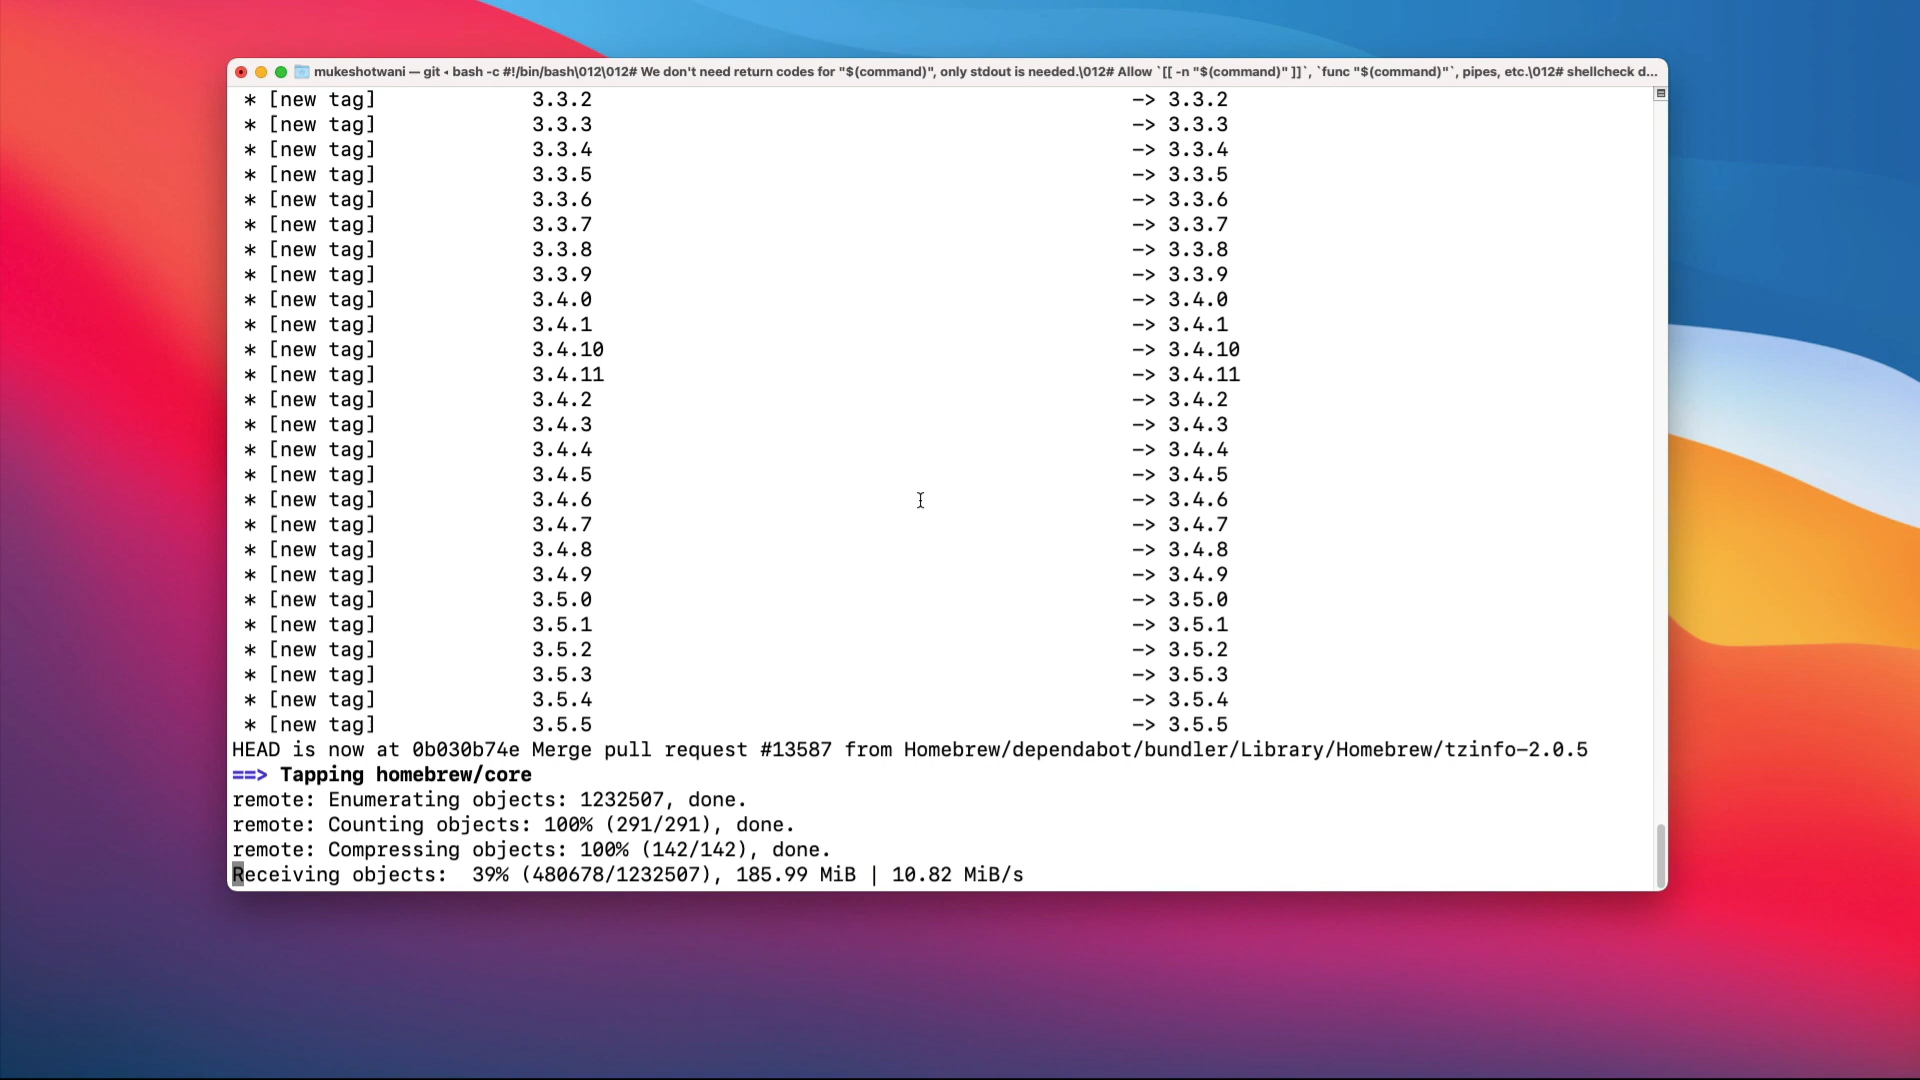 mukeshotwani — git ◂ bash -c #!/bin/bash\012\012# We don't need return codes for "$(command)", only stdout is needed.\012# Allow `[[ -n "$(command)" ]]`, `func "$(command)"`, pipes, etc.\012# shellcheck d...
* [new tag] 3.3.2 -> 3.3.2
* [new tag] 3.3.3 -> 3.3.3
* [new tag] 3.3.4 -> 3.3.4
* [new tag] 3.3.5 -> 3.3.5
* [new tag] 3.3.6 -> 3.3.6
* [new tag] 3.3.7 -> 3.3.7
* [new tag] 3.3.8 -> 3.3.8
* [new tag] 3.3.9 -> 3.3.9
* [new tag] 3.4.0 -> 3.4.0
* [new tag] 3.4.1 -> 3.4.1
* [new tag] 3.4.10 -> 3.4.10
* [new tag] 3.4.11 -> 3.4.11
* [new tag] 3.4.2 -> 3.4.2
* [new tag] 3.4.3 -> 3.4.3
* [new tag] 3.4.4 -> 3.4.4
* [new tag] 3.4.5 -> 3.4.5
* [new tag] 3.4.6 -> 3.4.6
* [new tag] 3.4.7 -> 3.4.7
* [new tag] 3.4.8 -> 3.4.8
* [new tag] 3.4.9 -> 3.4.9
* [new tag] 3.5.0 -> 3.5.0
* [new tag] 3.5.1 -> 3.5.1
* [new tag] 3.5.2 -> 3.5.2
* [new tag] 3.5.3 -> 3.5.3
* [new tag] 3.5.4 -> 3.5.4
* [new tag] 3.5.5 -> 3.5.5
HEAD is now at 0b030b74e Merge pull request #13587 from Homebrew/dependabot/bundler/Library/Homebrew/tzinfo-2.0.5
==> Tapping homebrew/core
remote: Enumerating objects: 1232507, done.
remote: Counting objects: 100% (291/291), done.
remote: Compressing objects: 100% (142/142), done.
Receiving objects:  39% (480678/1232507), 185.99 MiB | 10.82 MiB/s